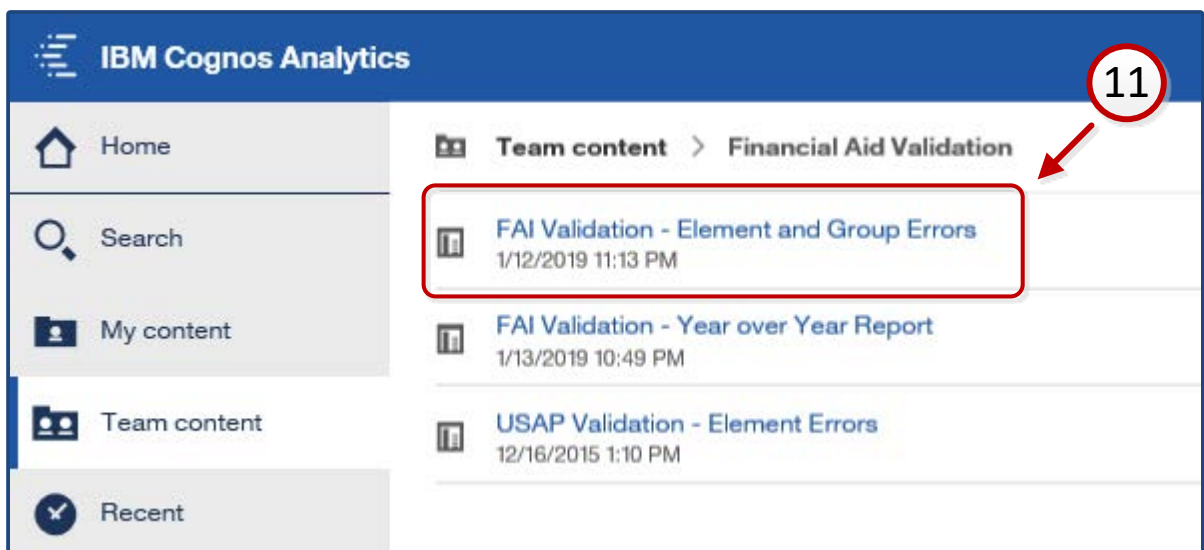 IBM Cognos Analytics
11
Home
Team content > Financial Aid Validation
Search
FAI Validation - Element and Group Errors
1/12/2019 11:13 PM
My content
FAI Validation - Year over Year Report
1/13/2019 10:49 PM
Team content
USAP Validation - Element Errors
12/16/2015 1:10 PM
Recent